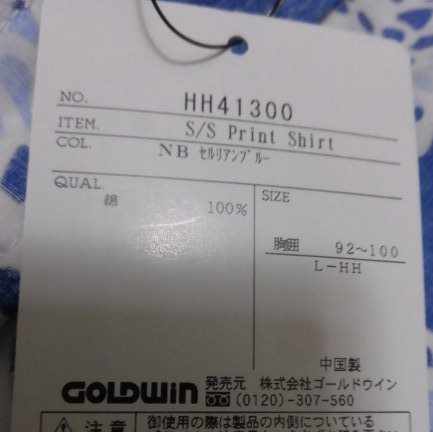 NO. HH41300
ITEM. S/S Print Shirt
COL. NB ｾﾙﾘｱﾝﾌﾞﾙｰ
QUAL. SIZE
綿 100%
胸囲 92～100
L-HH
中国製
GOLDWIN 発売元 株式会社ゴールドウイン
(0120)-307-560
注意 御使用の際は製品の内側についている